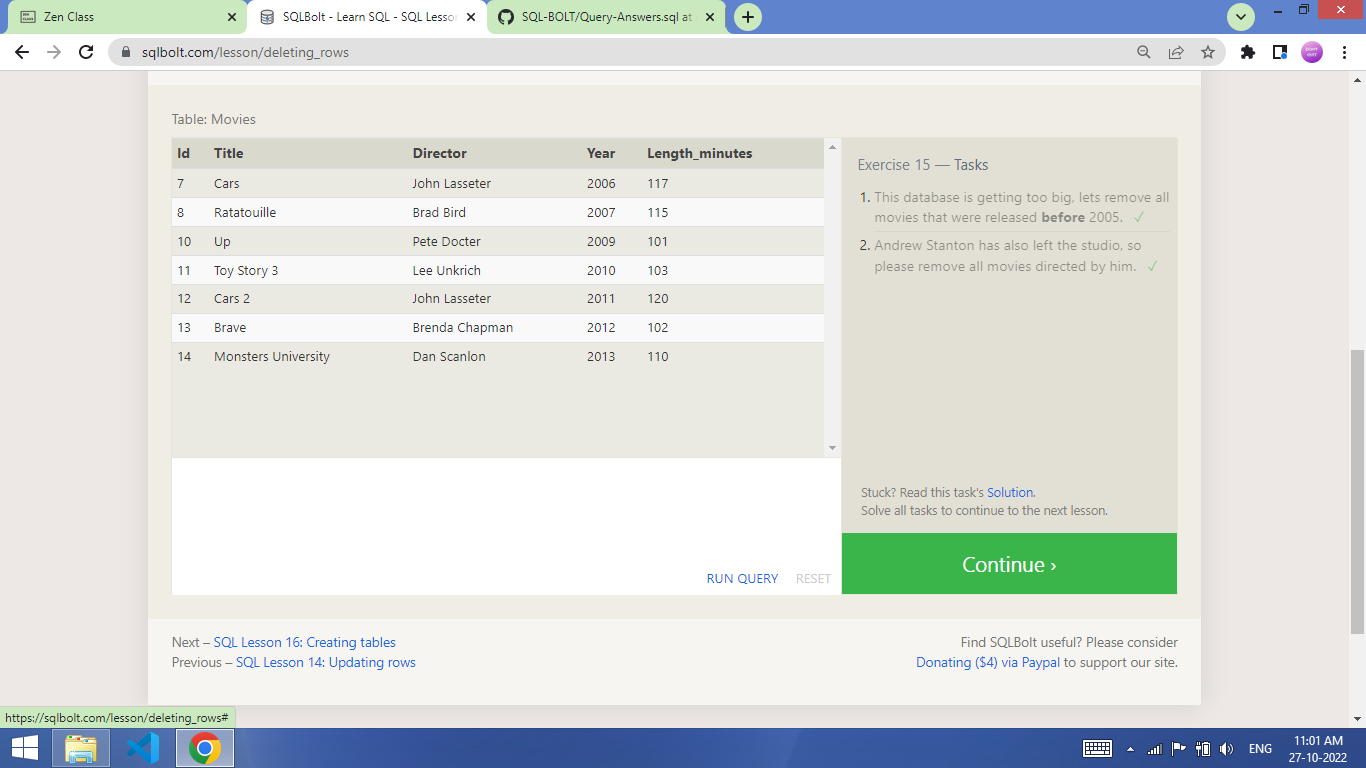 Zen Class
SQLBolt - Learn SQL - SQL Lesso
SQL-BOLT/Query-Answers.sql at
sqlbolt.com/lesson/deleting_rows
Table: Movies
Id Title Director Year Length_minutes
7 Cars John Lasseter 2006 117
8 Ratatouille Brad Bird 2007 115
10 Up Pete Docter 2009 101
11 Toy Story 3 Lee Unkrich 2010 103
12 Cars 2 John Lasseter 2011 120
13 Brave Brenda Chapman 2012 102
14 Monsters University Dan Scanlon 2013 110
RUN QUERY RESET
Exercise 15 — Tasks
1. This database is getting too big, lets remove all
movies that were released before 2005. ✓
2. Andrew Stanton has also left the studio, so
please remove all movies directed by him. ✓
Stuck? Read this task's Solution.
Solve all tasks to continue to the next lesson.
Continue ›
Next – SQL Lesson 16: Creating tables
Previous – SQL Lesson 14: Updating rows
Find SQLBolt useful? Please consider
Donating ($4) via Paypal to support our site.
https://sqlbolt.com/lesson/deleting_rows#
ENG
11:01 AM
27-10-2022